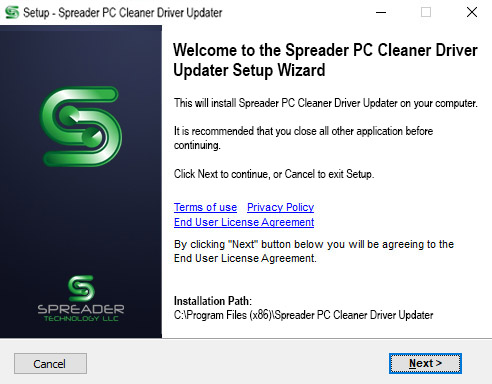 Setup - Spreader PC Cleaner Driver Updater
Welcome to the Spreader PC Cleaner Driver
Updater Setup Wizard
This will install Spreader PC Cleaner Driver Updater on your computer.
It is recommended that you close all other application before
continuing.
Click Next to continue, or Cancel to exit Setup.
Terms of use Privacy Policy
End User License Agreement
By clicking "Next" button below you will be agreeing to the
End User License Agreement.
SPREADER
TECHNOLOGY LLC
Installation Path:
C:\Program Files (x86)\Spreader PC Cleaner Driver Updater
Cancel
Next >